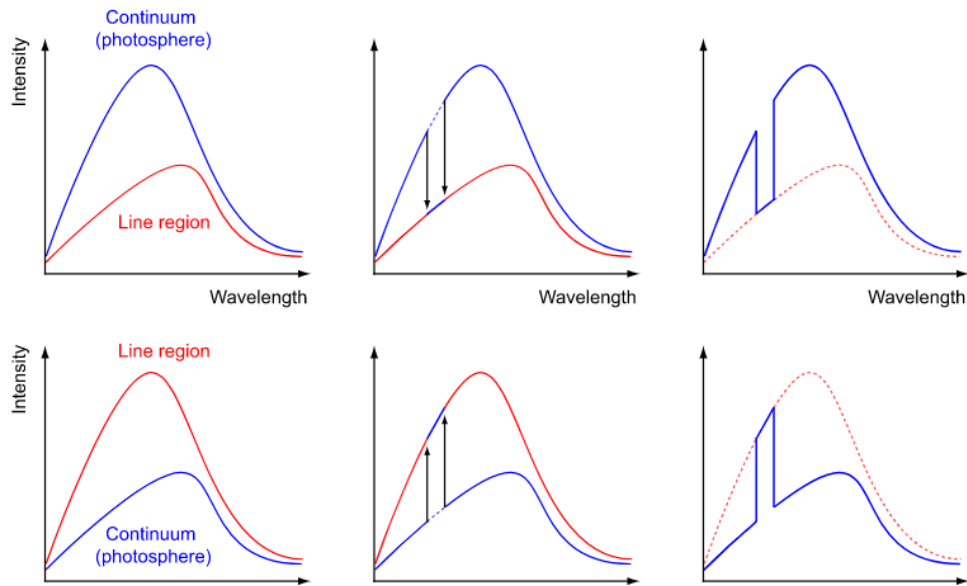 Continuum
(photosphere)
Intensity
Line region
Wavelength
Wavelength
Wavelength
Line region
Intensity
Continuum
(photosphere)